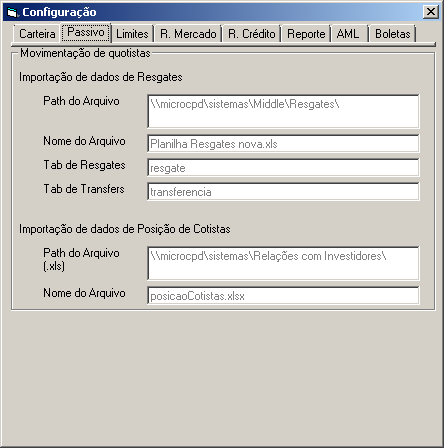 Configuração
Carteira Passivo Limites R. Mercado R. Crédito Reporte AML Boletas
Movimentação de quotistas
Importação de dados de Resgates
Path do Arquivo \\microcpd\sistemas\Middle\Resgates\
Nome do Arquivo Planilha Resgates nova.xls
Tab de Resgates resgate
Tab de Transfers transferencia
Importação de dados de Posição de Cotistas
Path do Arquivo \\microcpd\sistemas\Relações com Investidores\
(.xls)
Nome do Arquivo posicaoCotistas.xlsx